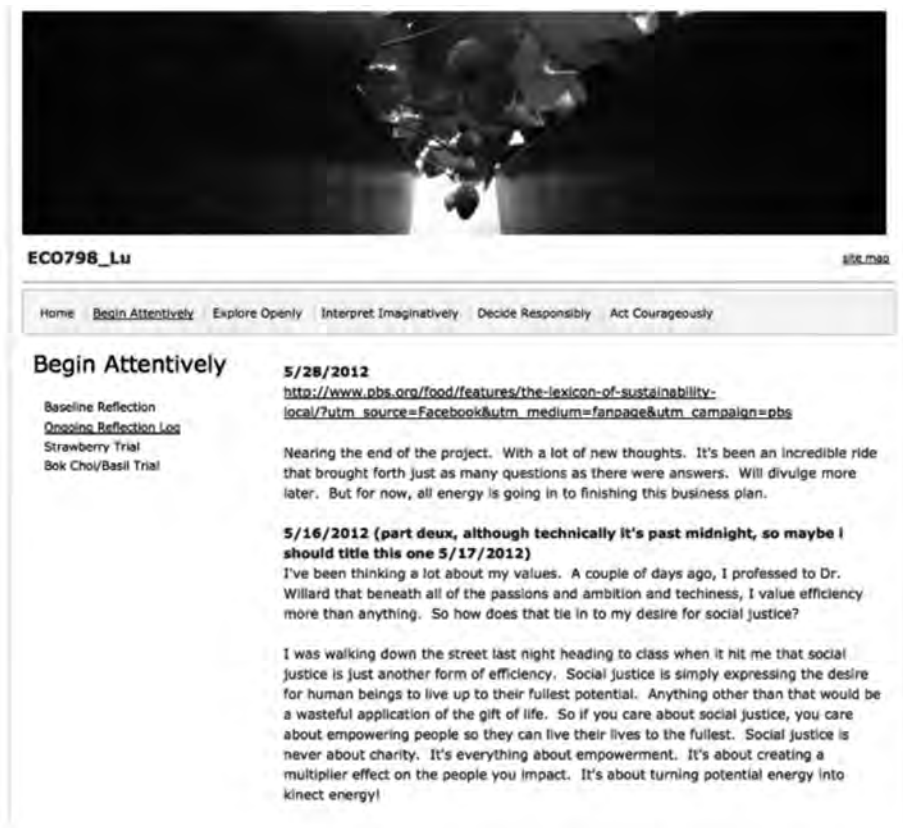 ECO798_Lu
site map
Home Begin Attentively Explore Openly Interpret Imaginatively Decide Responsibly Act Courageously
Begin Attentively
Baseline Reflection
Ongoing Reflection Log
Strawberry Trial
Bok Choi/Basil Trial
5/28/2012
http://www.pbs.org/food/features/the-lexicon-of-sustainability-
local/?utm_source=Facebook&utm_medium=fanpage&utm_campaign=pbs
Nearing the end of the project. With a lot of new thoughts. It's been an incredible ride
that brought forth just as many questions as there were answers. Will divulge more
later. But for now, all energy is going in to finishing this business plan.
5/16/2012 (part deux, although technically it's past midnight, so maybe i
should title this one 5/17/2012)
I've been thinking a lot about my values. A couple of days ago, I professed to Dr.
Willard that beneath all of the passions and ambition and techiness, I value efficiency
more than anything. So how does that tie in to my desire for social justice?
I was walking down the street last night heading to class when it hit me that social
justice is just another form of efficiency. Social justice is simply expressing the desire
for human beings to live up to their fullest potential. Anything other than that would be
a wasteful application of the gift of life. So if you care about social justice, you care
about empowering people so they can live their lives to the fullest. Social justice is
never about charity. It's everything about empowerment. It's about creating a
multiplier effect on the people you impact. It's about turning potential energy into
kinect energy!